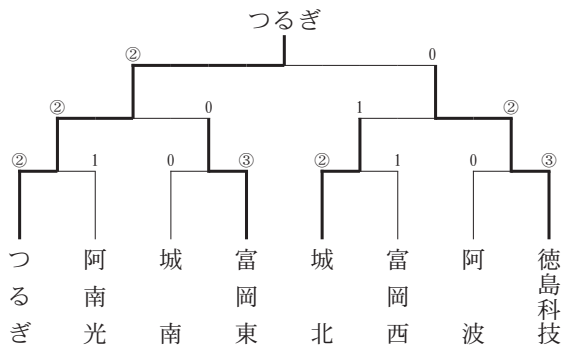 つるぎ
② 0
② 0 1 ②
② 1 0 ③ ② 1 0 ③
つるぎ
阿南光
城南
富岡東
城北
富岡西
阿波
徳島科技